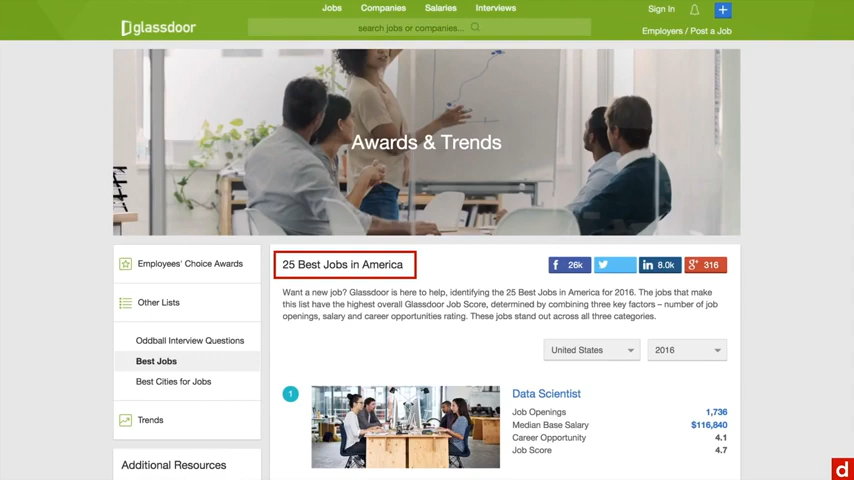 Jobs Companies Salaries Interviews
Sign In
glassdoor
search jobs or companies...
Employers / Post a Job
Awards & Trends
Employees' Choice Awards
Other Lists
Oddball Interview Questions
Best Jobs
Best Cities for Jobs
Trends
Additional Resources
25 Best Jobs in America
f 26k
in 8.0k
g+ 316
Want a new job? Glassdoor is here to help, identifying the 25 Best Jobs in America for 2016. The jobs that make
this list have the highest overall Glassdoor Job Score, determined by combining three key factors – number of job
openings, salary and career opportunities rating. These jobs stand out across all three categories.
United States
2016
1
Data Scientist
Job Openings 1,736
Median Base Salary $116,840
Career Opportunity 4.1
Job Score 4.7
d